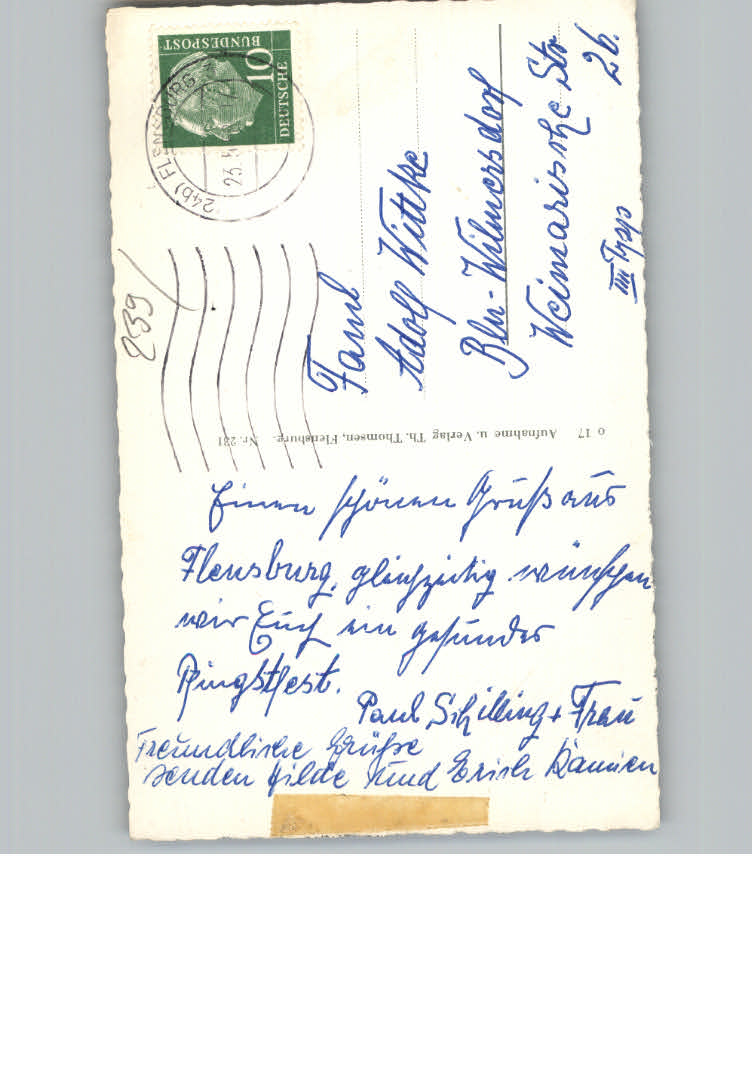 DEUTSCHE
BUNDESPOST
10
(24b) FLENSBURG
23.5
239
Faml
Adolf Wittke
Bln-Wilmersdorf
Weimarische Str
26.
III Trpp
o 17 Aufnahme u. Verlag Th. Thomsen, Flensburg. Nr. 221
Einen schönen Gruß aus
Flensburg, gleichzeitig wünschen
wir Euch ein gesundes
Pfingstfest.
Paul Schilling + Frau
Freundliche Grüße
senden Hilde und Erich